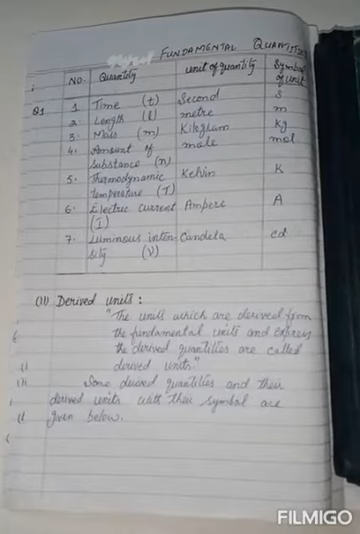 FUNDAMENTAL QUANTITIES
NO. Quantity unit of quantity Symbol of unit
Q1 1. Time (t) Second s
2. Length (l) metre m
3. Mass (m) Kilogram Kg
4. Amount of substance (n) mole mol
5. Thermodynamic temperature (T) Kelvin K
6. Electric current (I) Ampere A
7. Luminous inten- sity (V) Candela cd
(II) Derived units :
"The units which are derived from
the fundamental units and express
the derived quantities are called
derived units."
Some derived quantities and their
derived units with their symbol are
given below.
FILMIGO